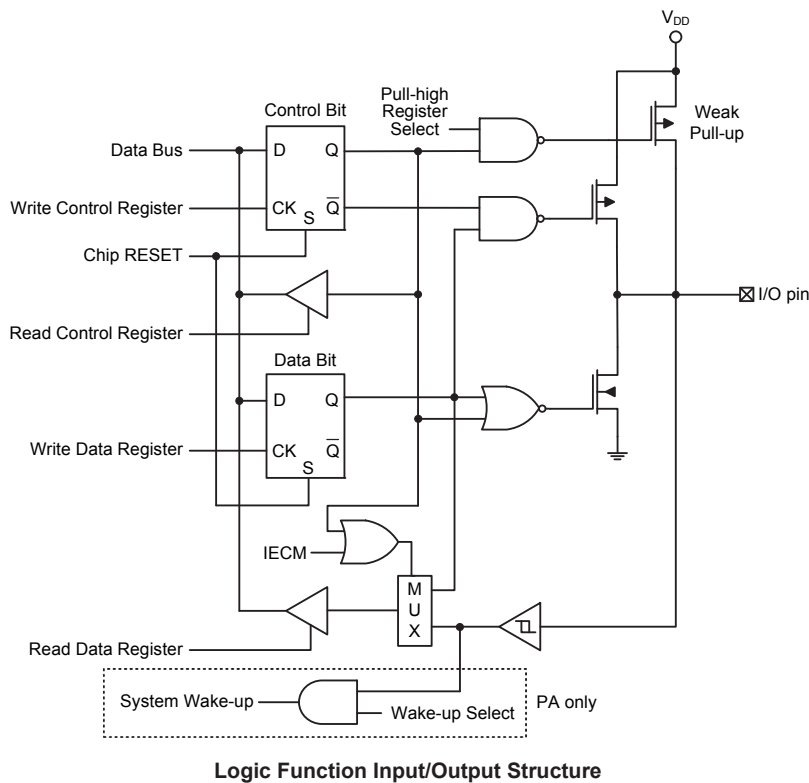 V_DD
Pull-high
Register
Select
Control Bit
Weak
Pull-up
Data Bus
D
Q
Write Control Register
CK
Q̅
S
Chip RESET
I/O pin
Read Control Register
Data Bit
D
Q
Write Data Register
CK
Q̅
S
IECM
M
U
X
Read Data Register
System Wake-up
Wake-up Select
PA only
Logic Function Input/Output Structure